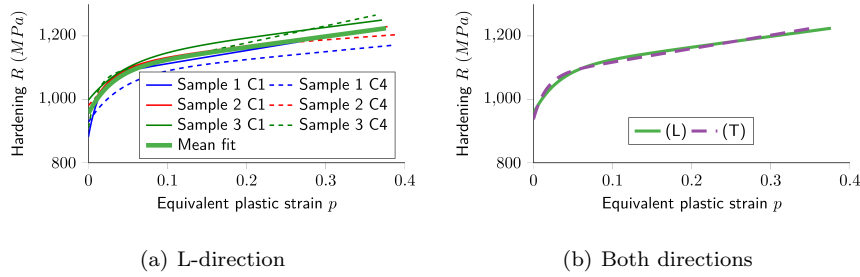 1,200
1,000
800
Hardening R (MPa)
Sample 1 C1 Sample 1 C4
Sample 2 C1 Sample 2 C4
Sample 3 C1 Sample 3 C4
Mean fit
0 0.1 0.2 0.3 0.4
Equivalent plastic strain p
(a) L-direction
1,200
1,000
800
Hardening R (MPa)
(L) (T)
0 0.1 0.2 0.3 0.4
Equivalent plastic strain p
(b) Both directions